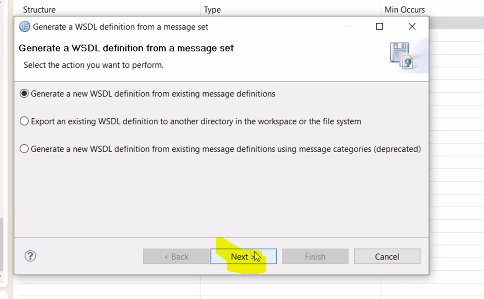 Structure Type Min Occurs
Generate a WSDL definition from a message set
Generate a WSDL definition from a message set
Select the action you want to perform.
Generate a new WSDL definition from existing message definitions
Export an existing WSDL definition to another directory in the workspace or the file system
Generate a new WSDL definition from existing message definitions using message categories (deprecated)
? < Back Next > Finish Cancel